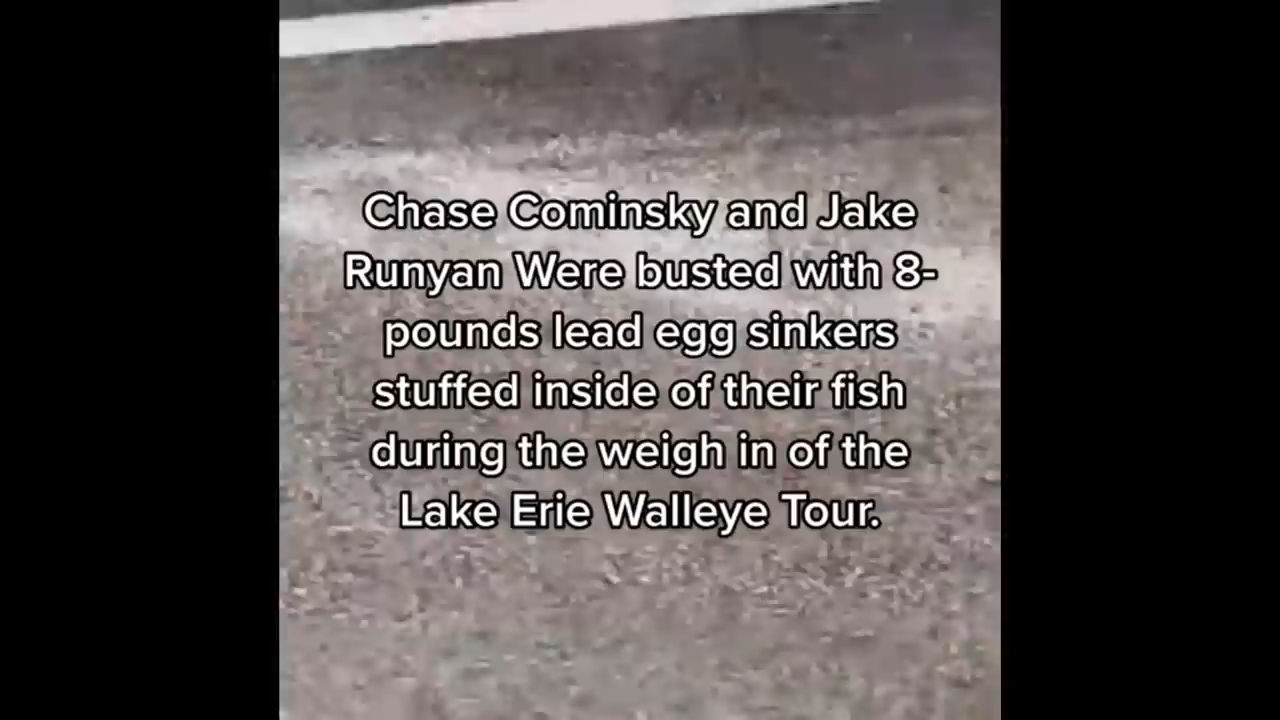 Chase Cominsky and Jake
Runyan Were busted with 8-
pounds lead egg sinkers
stuffed inside of their fish
during the weigh in of the
Lake Erie Walleye Tour.